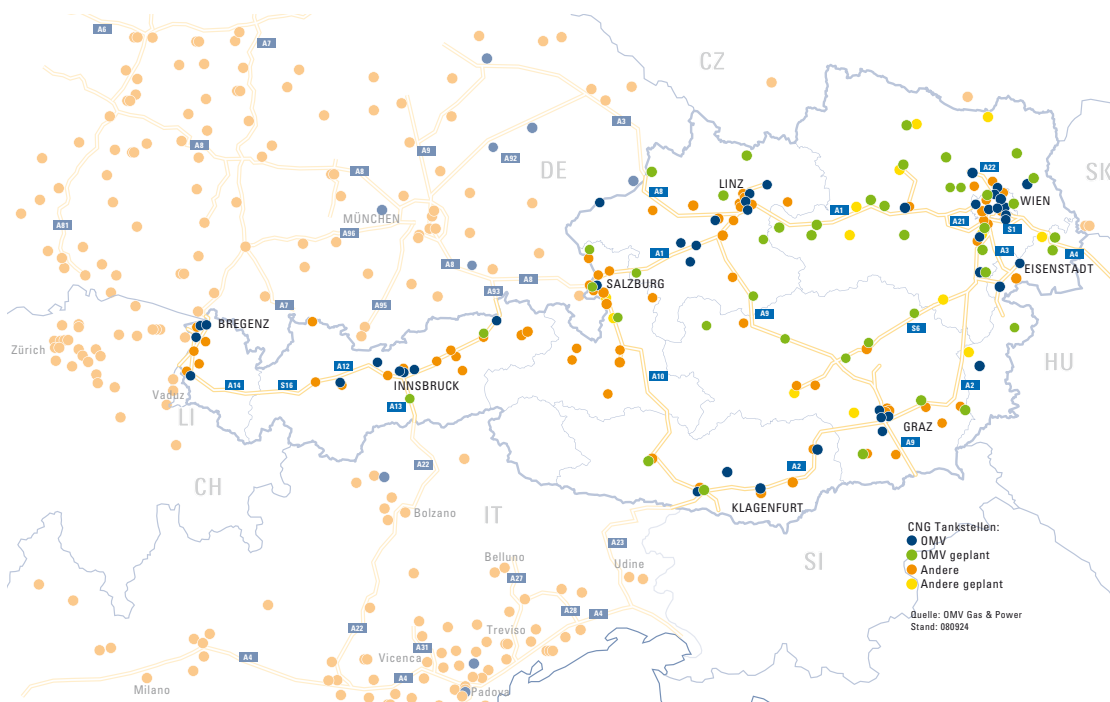 A6
A7
CZ
A3
A9
A8
A92
DE
A8
A8
LINZ
A22
SK
MÜNCHEN
A1
WIEN
A81
A96
A21
S1
A1
A3
A4
A8
A8
EISENSTADT
SALZBURG
A93
A7
A95
BREGENZ
A9
S6
Zürich
HU
A12
A10
A14
S16
INNSBRUCK
A2
Vaduz
A13
LI
GRAZ
A9
A22
A2
CH
IT
KLAGENFURT
Bolzano
CNG Tankstellen:
OMV
OMV geplant
Andere
Andere geplant
A23
SI
Belluno
Udine
A27
Quelle: OMV Gas & Power
Stand: 080924
A28
A4
A22
Treviso
A31
A4
Vicenca
A4
Milano
Padova